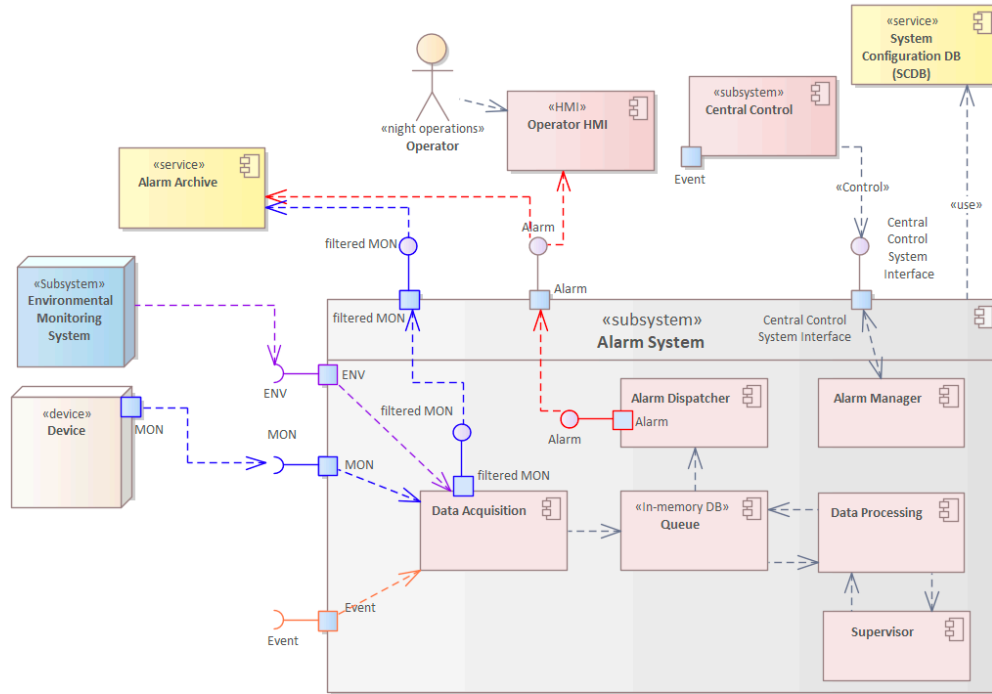 «service»
System
Configuration DB
(SCDB)
«subsystem»
Central Control
Event
«HMI»
Operator HMI
«night operations»
Operator
«service»
Alarm Archive
«Control»
«use»
Central
Control
System
Interface
filtered MON
Alarm
«Subsystem»
Environmental
Monitoring
System
filtered MON
Alarm
«subsystem»
Alarm System
Central Control
System Interface
ENV
ENV
«device»
Device
MON
MON
MON
filtered MON
filtered MON
Alarm Dispatcher
Alarm
Alarm
Alarm Manager
Data Acquisition
«In-memory DB»
Queue
Data Processing
Event
Event
Supervisor